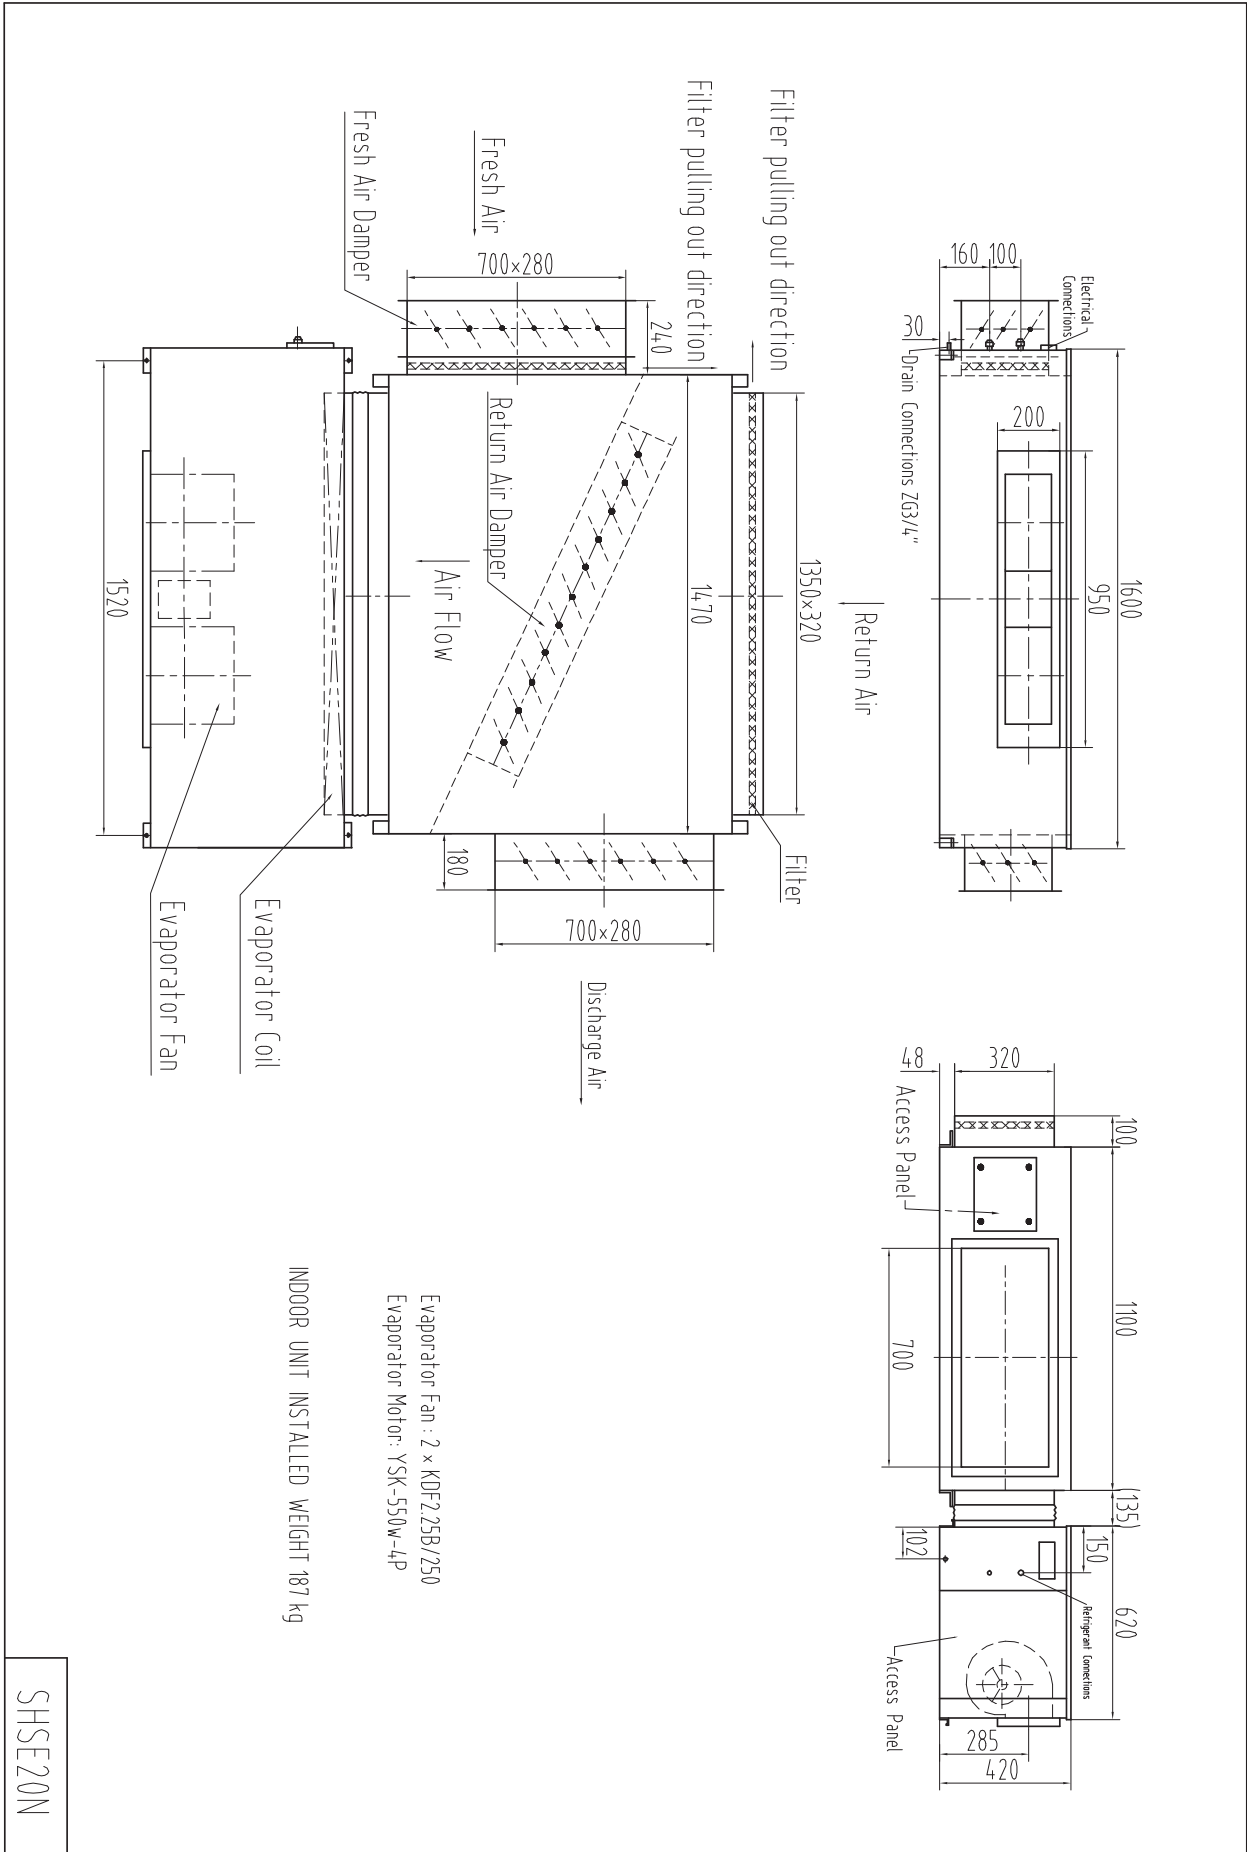 1600
950
200
160
100
30
Electrical
Connections
Drain Connections ZG3/4"
100
1100
(135)
620
150
102
320
48
700
285
420
Access Panel
Refrigerant Connections
Access Panel
Filter pulling out direction
Filter pulling out direction
Return Air
1350×320
1470
Filter
Fresh Air
700×280
240
Fresh Air Damper
Return Air Damper
Air Flow
180
700×280
Discharge Air
1520
Evaporator Coil
Evaporator Fan
Evaporator Fan : 2 × KDF2.25B/250
Evaporator Motor: YSK-550w-4P
INDOOR UNIT INSTALLED WEIGHT 187 kg
SHSE20N